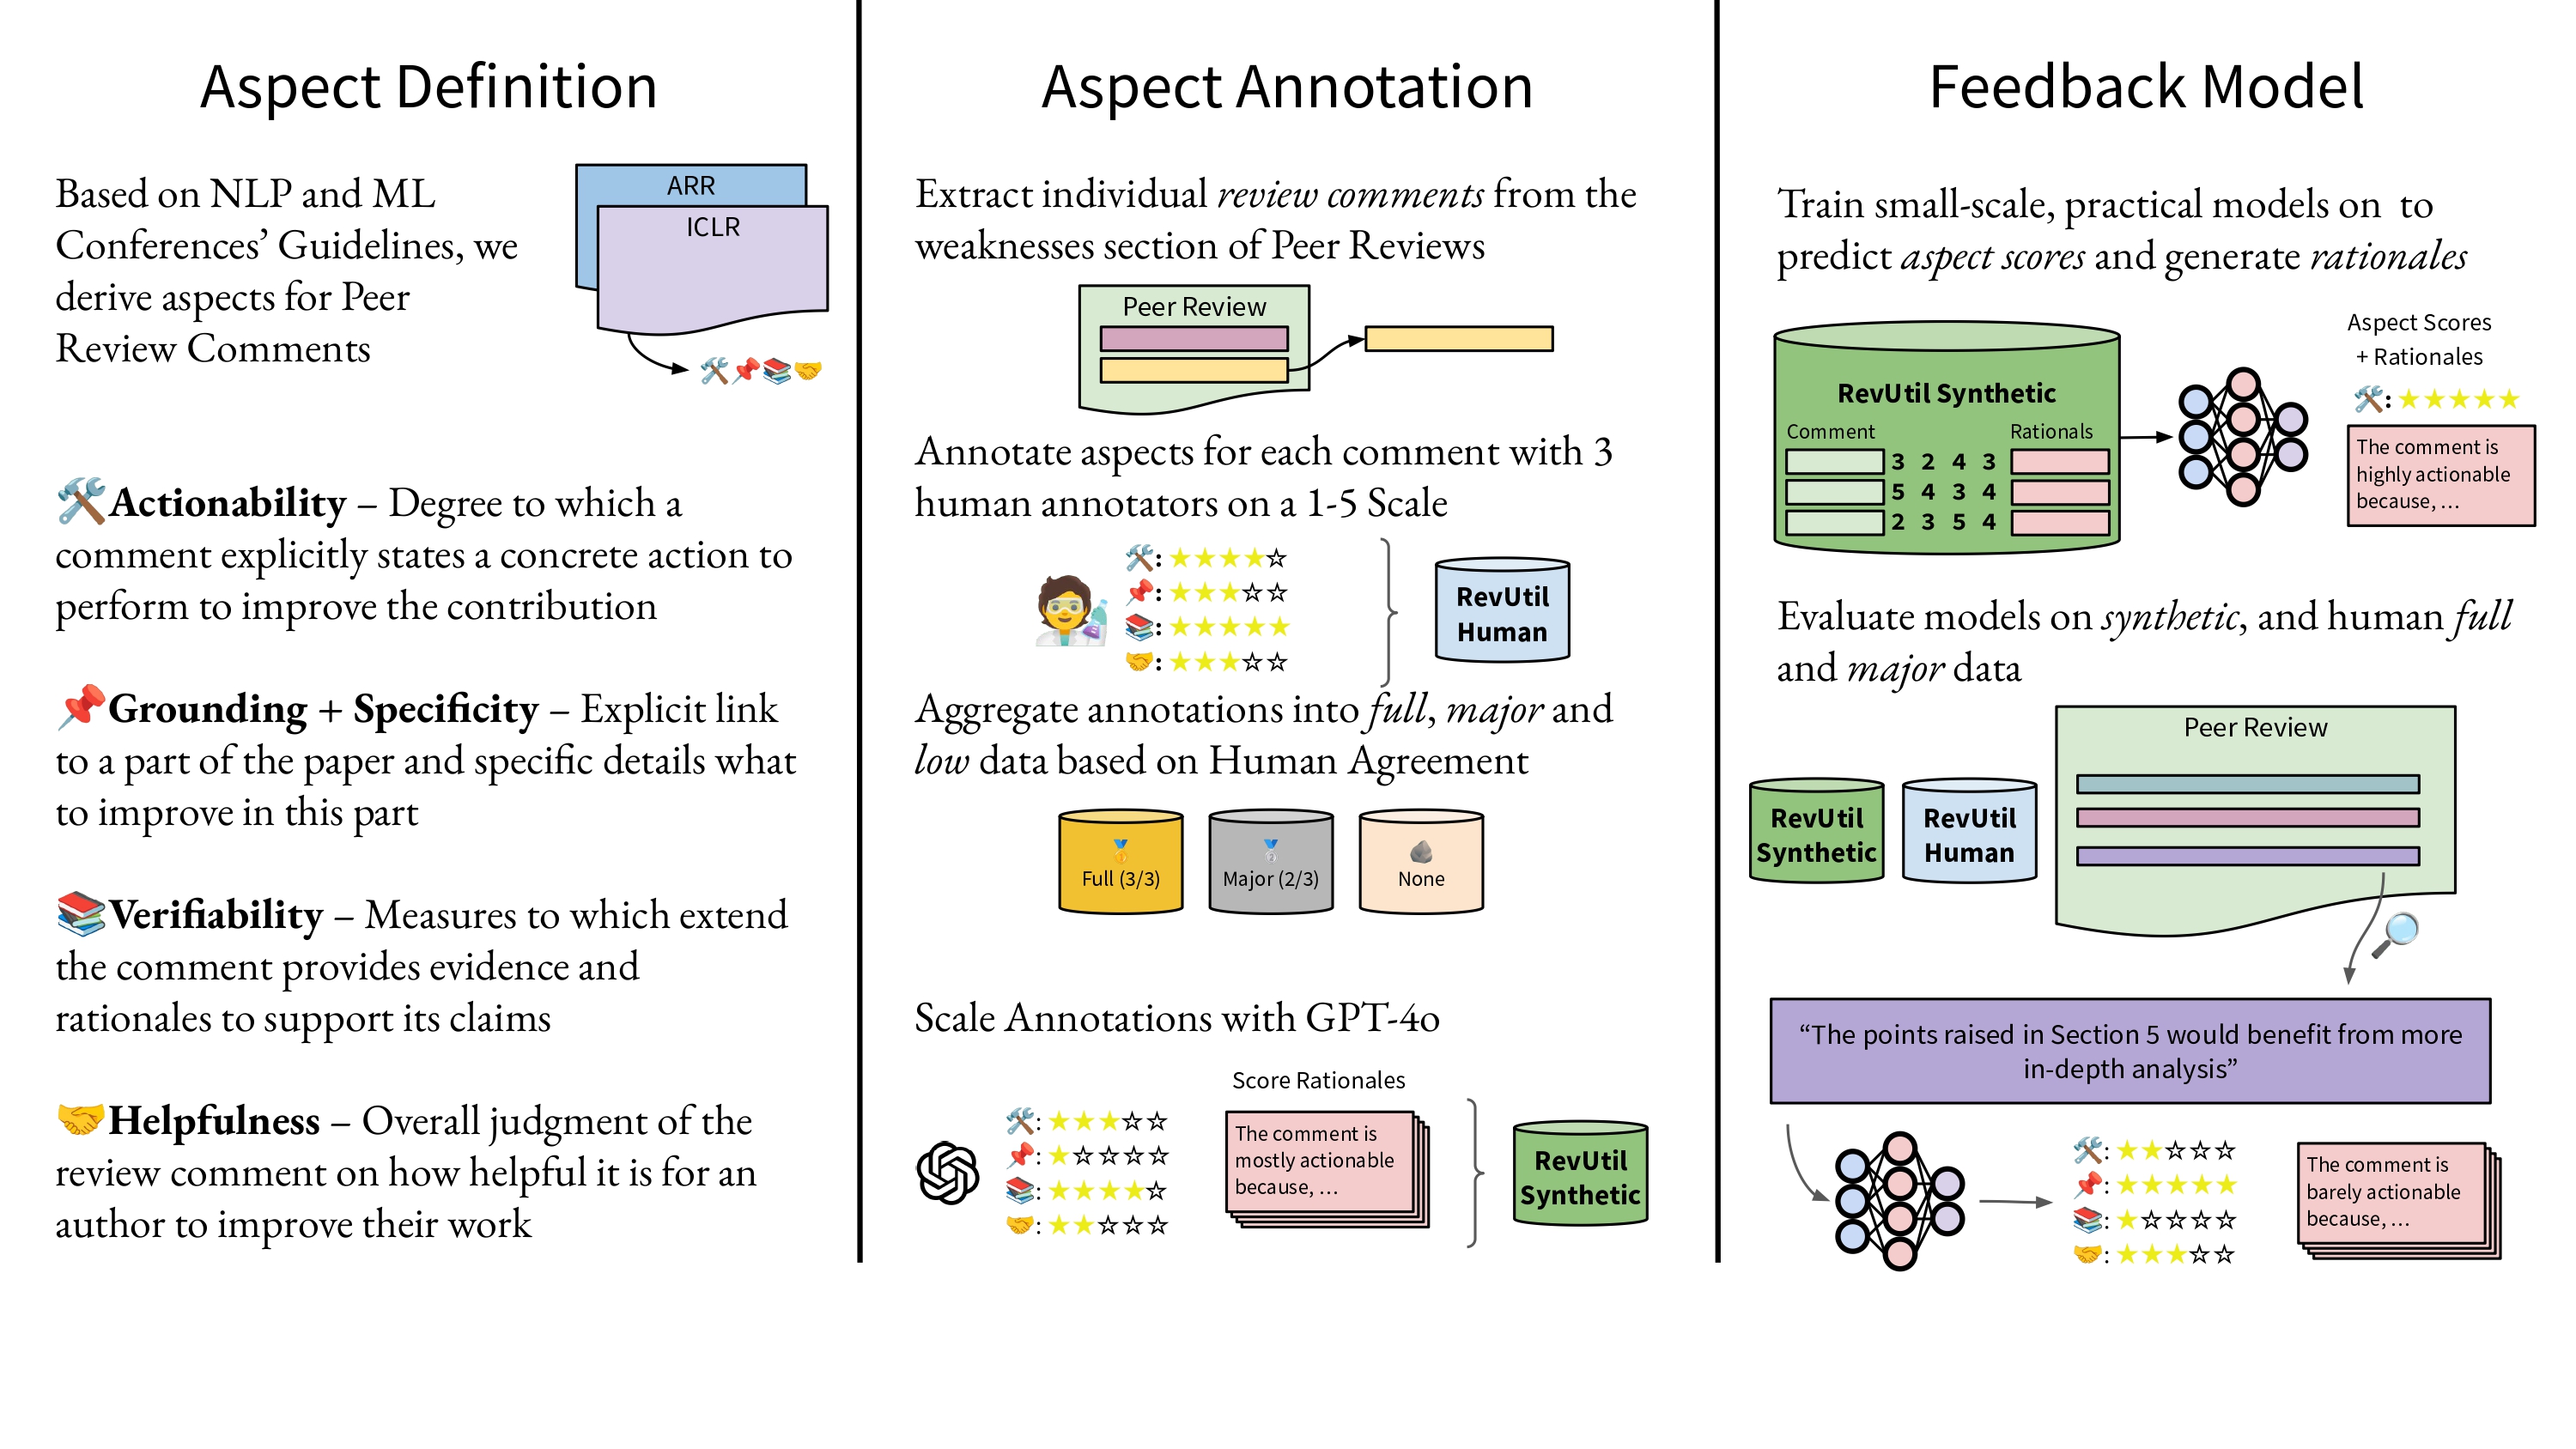 Aspect Definition
Based on NLP and ML
Conferences’ Guidelines, we
derive aspects for Peer
Review Comments
ARR
ICLR
🛠️📌📚🤝
🛠️Actionability – Degree to which a
comment explicitly states a concrete action to
perform to improve the contribution
📌Grounding + Specificity – Explicit link
to a part of the paper and specific details what
to improve in this part
📚Verifiability – Measures to which extend
the comment provides evidence and
rationales to support its claims
🤝Helpfulness – Overall judgment of the
review comment on how helpful it is for an
author to improve their work
Aspect Annotation
Extract individual review comments from the
weaknesses section of Peer Reviews
Peer Review
Annotate aspects for each comment with 3
human annotators on a 1-5 Scale
🛠️: ★★★★☆
📌: ★★★☆☆
📚: ★★★★★
🤝: ★★★☆☆
RevUtil
Human
Aggregate annotations into full, major and
low data based on Human Agreement
Full (3/3)
Major (2/3)
None
Scale Annotations with GPT-4o
Score Rationales
🛠️: ★★★☆☆
📌: ★☆☆☆☆
📚: ★★★★☆
🤝: ★★☆☆☆
The comment is
mostly actionable
because, ...
RevUtil
Synthetic
Feedback Model
Train small-scale, practical models on  to
predict aspect scores and generate rationales
RevUtil Synthetic
Comment
Rationals
3 2 4 3
5 4 3 4
2 3 5 4
Aspect Scores
+ Rationales
🛠️: ★★★★★
The comment is
highly actionable
because, ...
Evaluate models on synthetic, and human full
and major data
RevUtil
Synthetic
RevUtil
Human
Peer Review
“The points raised in Section 5 would benefit from more
in-depth analysis”
🛠️: ★★☆☆☆
📌: ★★★★★
📚: ★☆☆☆☆
🤝: ★★★☆☆
The comment is
barely actionable
because, ...